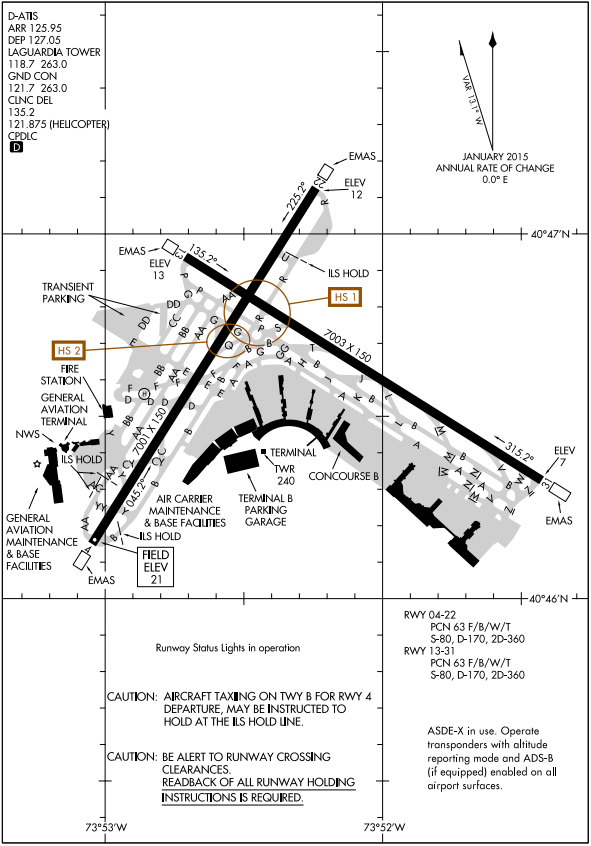 D-ATIS
ARR 125.95
DEP 127.05
LAGUARDIA TOWER
118.7 263.0
GND CON
121.7 263.0
CLNC DEL
135.2
121.875 (HELICOPTER)
CPDLC
D
VAR 13.1° W
JANUARY 2015
ANNUAL RATE OF CHANGE
0.0° E
EMAS
ELEV
12
22
225.2°
R
40°47'N
EMAS
ELEV
13
13
135.2°
U
ILS HOLD
HS 1
HS 2
TRANSIENT
PARKING
7003 X 150
FIRE
STATION
GENERAL
AVIATION
TERMINAL
NWS
ILS HOLD
7001 X 150
045.2°
315.2°
ELEV
7
31
EMAS
TERMINAL
TWR
240
CONCOURSE B
AIR CARRIER
MAINTENANCE
& BASE FACILITIES
TERMINAL B
PARKING
GARAGE
GENERAL
AVIATION
MAINTENANCE
& BASE
FACILITIES
ILS HOLD
FIELD
ELEV
21
4
EMAS
40°46'N
Runway Status Lights in operation
CAUTION: AIRCRAFT TAXIING ON TWY B FOR RWY 4
DEPARTURE, MAY BE INSTRUCTED TO
HOLD AT THE ILS HOLD LINE.
CAUTION: BE ALERT TO RUNWAY CROSSING
CLEARANCES.
READBACK OF ALL RUNWAY HOLDING
INSTRUCTIONS IS REQUIRED.
RWY 04-22
PCN 63 F/B/W/T
S-80, D-170, 2D-360
RWY 13-31
PCN 63 F/B/W/T
S-80, D-170, 2D-360
ASDE-X in use. Operate
transponders with altitude
reporting mode and ADS-B
(if equipped) enabled on all
airport surfaces.
73°53'W
73°52'W